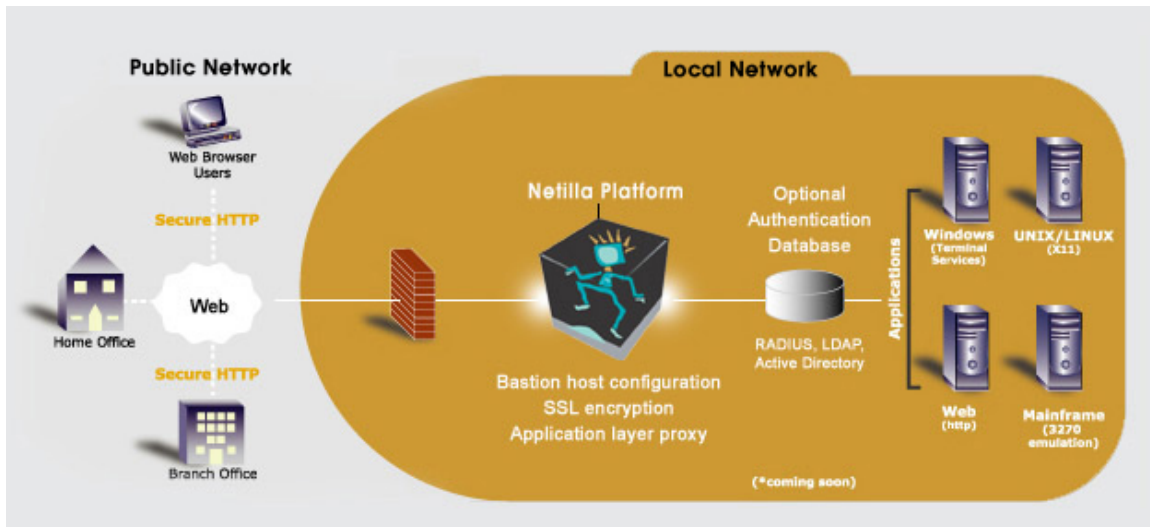 Public Network
Local Network
Web Browser
Users
Secure HTTP
Home Office
Web
Secure HTTP
Branch Office
Netilla Platform
Bastion host configuration
SSL encryption
Application layer proxy
Optional
Authentication
Database
RADIUS, LDAP,
Active Directory
Applications
Windows
(Terminal
Services)
UNIX/LINUX
(X11)
Web
(http)
Mainframe
(3270
emulation)
(*coming soon)